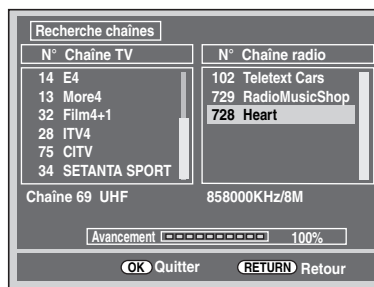 Recherche chaînes
N° Chaîne TV
14 E4
13 More4
32 Film4+1
28 ITV4
75 CITV
34 SETANTA SPORT
N° Chaîne radio
102 Teletext Cars
729 RadioMusicShop
728 Heart
Chaîne 69 UHF 858000KHz/8M
Avancement 100%
OK Quitter RETURN Retour